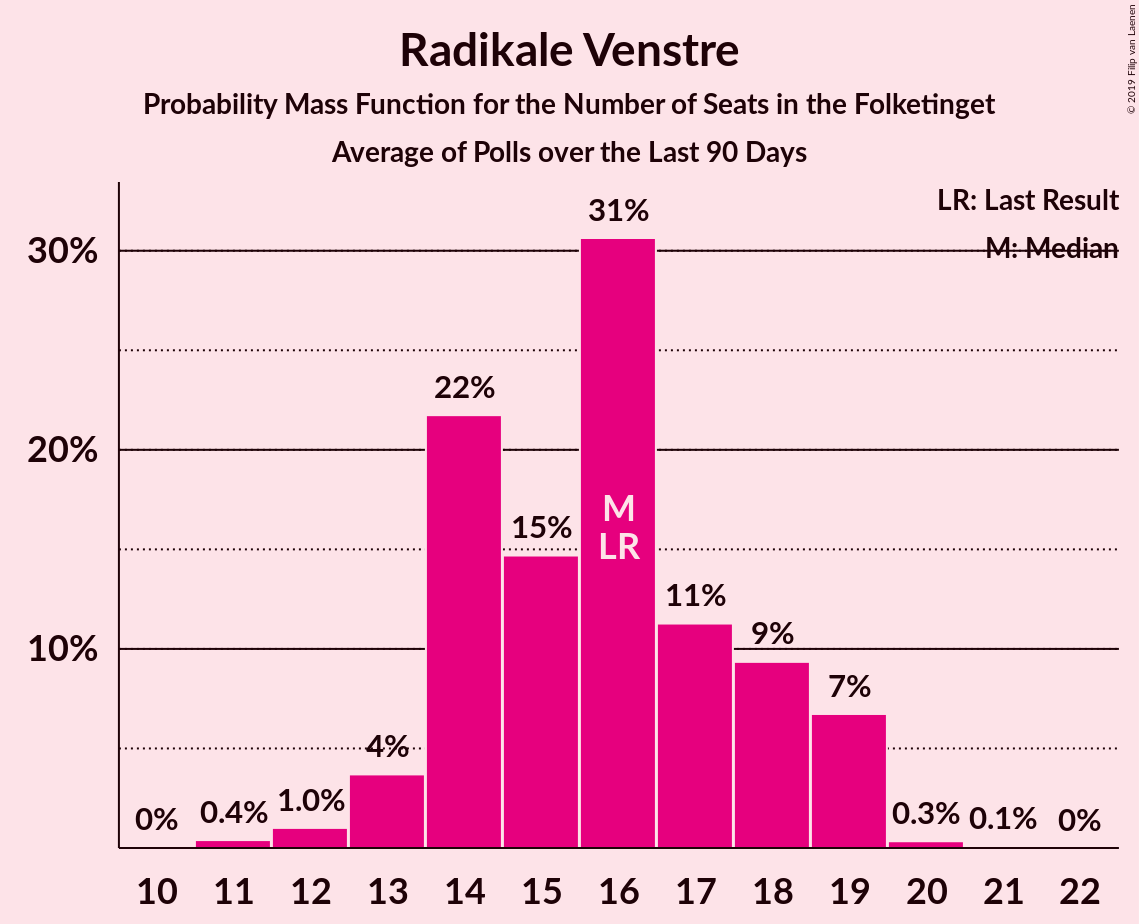 Radikale Venstre
Probability Mass Function for the Number of Seats in the Folketinget
Average of Polls over the Last 90 Days
© 2019 Filip van Laenen
LR: Last Result
M: Median
30%
20%
10%
0%
0.4%
1.0%
4%
22%
15%
31%
11%
9%
7%
0.3%
0.1%
0%
M
LR
10 11 12 13 14 15 16 17 18 19 20 21 22